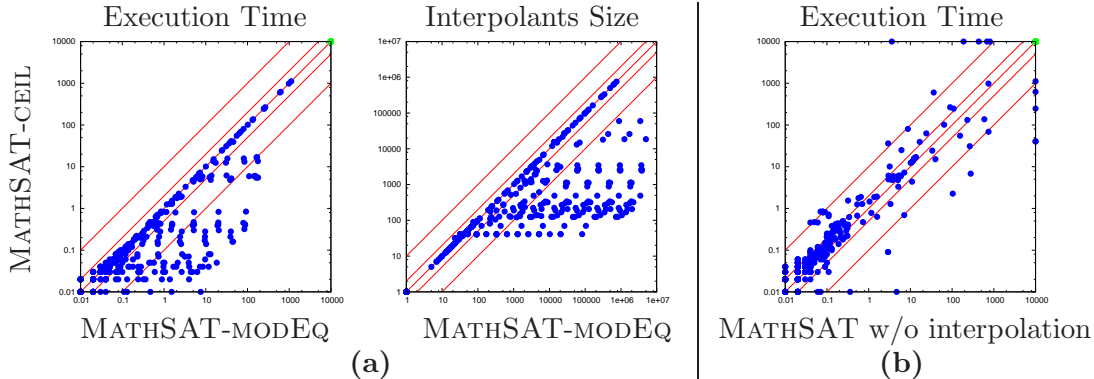 Execution Time
Interpolants Size
Execution Time
MATHSAT-CEIL
10000
1000
100
10
1
0.1
0.01
0.01 0.1 1 10 100 1000 10000
1e+07
1e+06
100000
10000
1000
100
10
1
1 10 100 1000 10000 100000 1e+06 1e+07
10000
1000
100
10
1
0.1
0.01
0.01 0.1 1 10 100 1000 10000
MATHSAT-MODEQ
MATHSAT-MODEQ
MATHSAT w/o interpolation
(a)
(b)